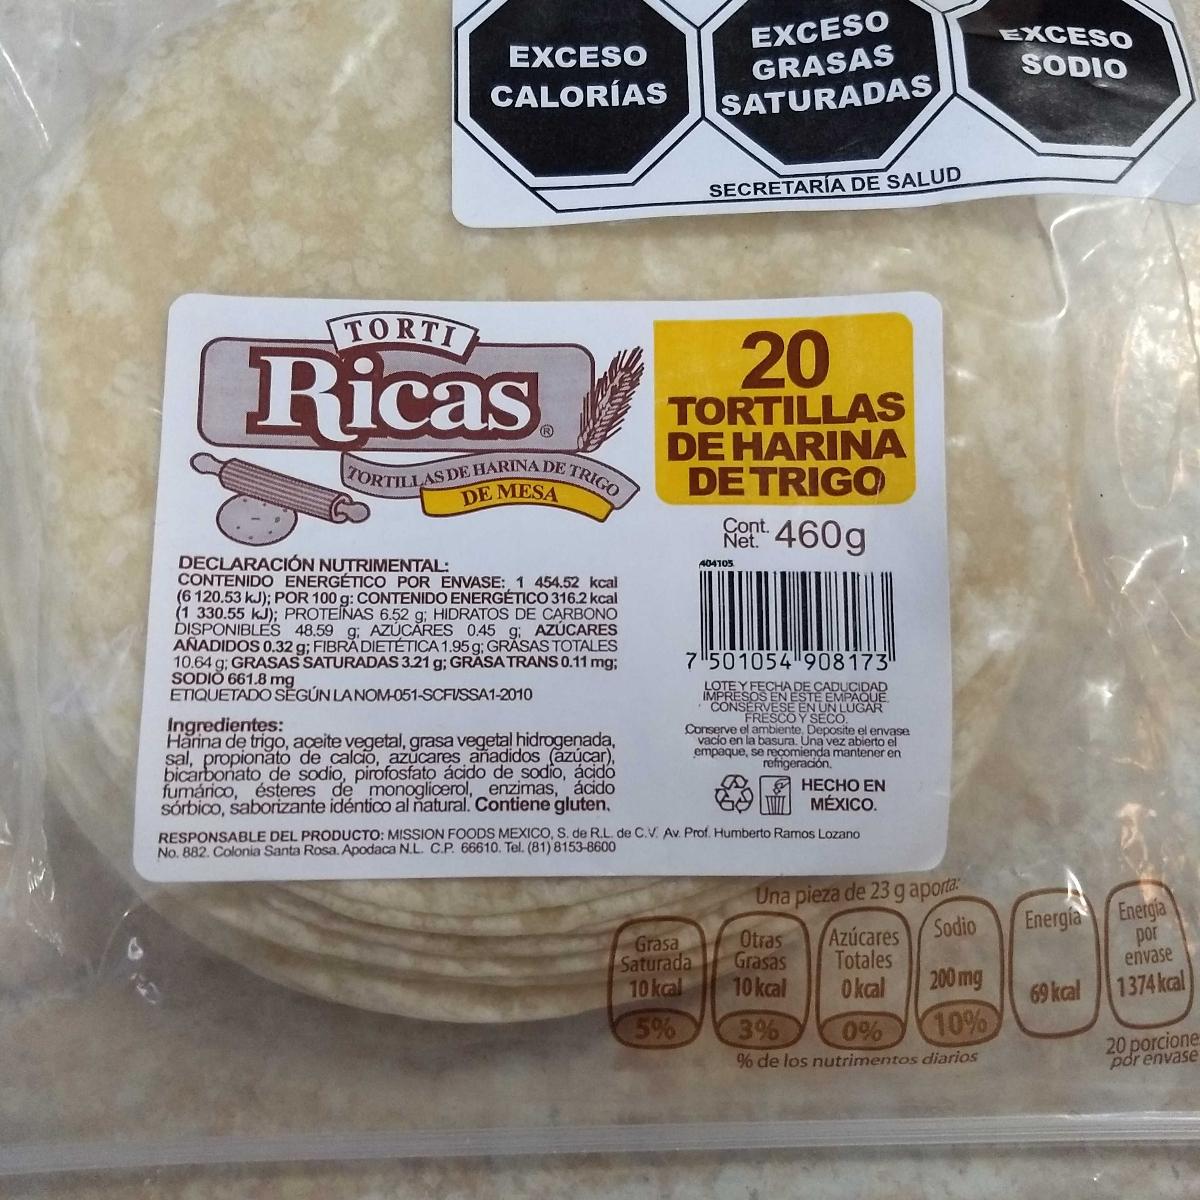 EXCESO
CALORÍAS
EXCESO
GRASAS
SATURADAS
EXCESO
SODIO
SECRETARÍA DE SALUD
TORTI
Ricas®
TORTILLAS DE HARINA DE TRIGO
DE MESA
20
TORTILLAS
DE HARINA
DE TRIGO
Cont.
Net. 460g
DECLARACIÓN NUTRIMENTAL:
CONTENIDO ENERGÉTICO POR ENVASE: 1 454.52 kcal
(6 120.53 kJ); POR 100 g: CONTENIDO ENERGÉTICO 316.2 kcal
(1 330.55 kJ); PROTEÍNAS 6.52 g; HIDRATOS DE CARBONO
DISPONIBLES 48.59 g; AZÚCARES 0.45 g; AZÚCARES
AÑADIDOS 0.32 g; FIBRA DIETÉTICA 1.95 g; GRASAS TOTALES
10.64 g; GRASAS SATURADAS 3.21 g; GRASA TRANS 0.11 mg;
SODIO 661.8 mg
ETIQUETADO SEGÚN LA NOM-051-SCFI/SSA1-2010
Ingredientes:
Harina de trigo, aceite vegetal, grasa vegetal hidrogenada,
sal, propionato de calcio, azúcares añadidos (azúcar),
bicarbonato de sodio, pirofosfato ácido de sodio, ácido
fumárico, ésteres de monoglicerol, enzimas, ácido
sórbico, saborizante idéntico al natural. Contiene gluten.
404105
7 501054 908173
LOTE Y FECHA DE CADUCIDAD
IMPRESOS EN ESTE EMPAQUE.
CONSÉRVESE EN UN LUGAR
FRESCO Y SECO.
Conserve el ambiente. Deposite el envase
vacío en la basura. Una vez abierto el
empaque, se recomienda mantener en
refrigeración.
HECHO EN
MÉXICO.
RESPONSABLE DEL PRODUCTO: MISSION FOODS MEXICO, S. de R.L. de C.V. Av. Prof. Humberto Ramos Lozano
No. 882. Colonia Santa Rosa. Apodaca N.L. C.P. 66610. Tel. (81) 8153-8600
Una pieza de 23 g aporta:
Grasa
Saturada
10 kcal
5%
Otras
Grasas
10 kcal
3%
Azúcares
Totales
0 kcal
0%
Sodio
200 mg
10%
Energía
69 kcal
Energía
por
envase
1 374 kcal
% de los nutrimentos diarios
20 porcione
por envase